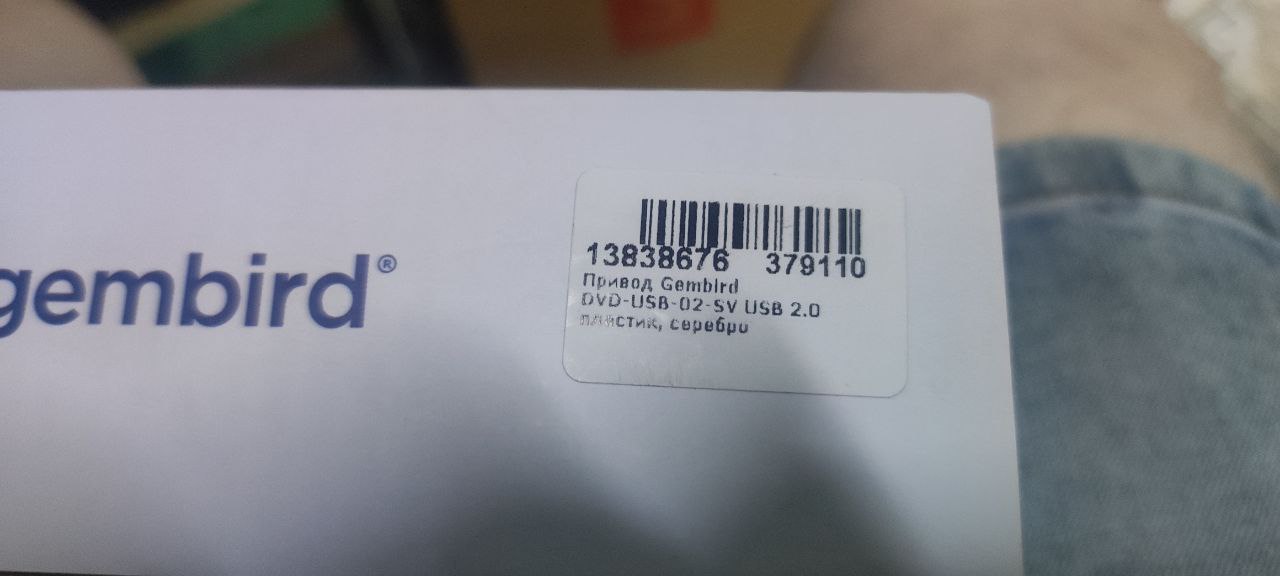 gembird®
13838676 379110
Привод Gembird
DVD-USB-02-SV USB 2.0
пластик, серебро